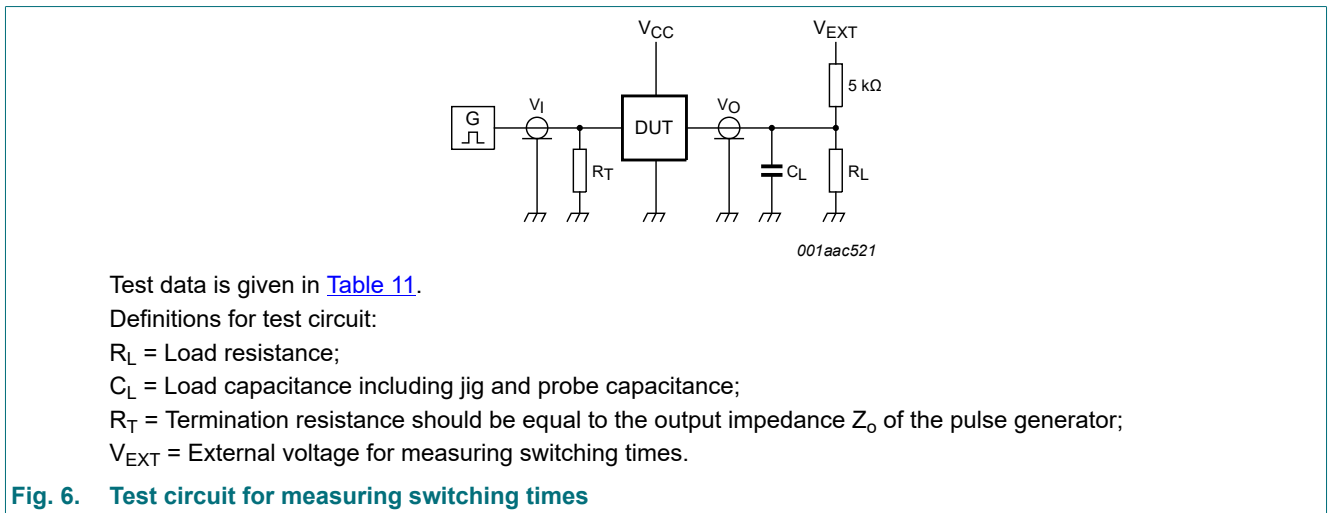 VCC
VEXT
5 kΩ
G
VI
DUT
VO
RT
CL
RL
001aac521
Test data is given in Table 11.
Definitions for test circuit:
RL = Load resistance;
CL = Load capacitance including jig and probe capacitance;
RT = Termination resistance should be equal to the output impedance Zo of the pulse generator;
VEXT = External voltage for measuring switching times.
Fig. 6. Test circuit for measuring switching times